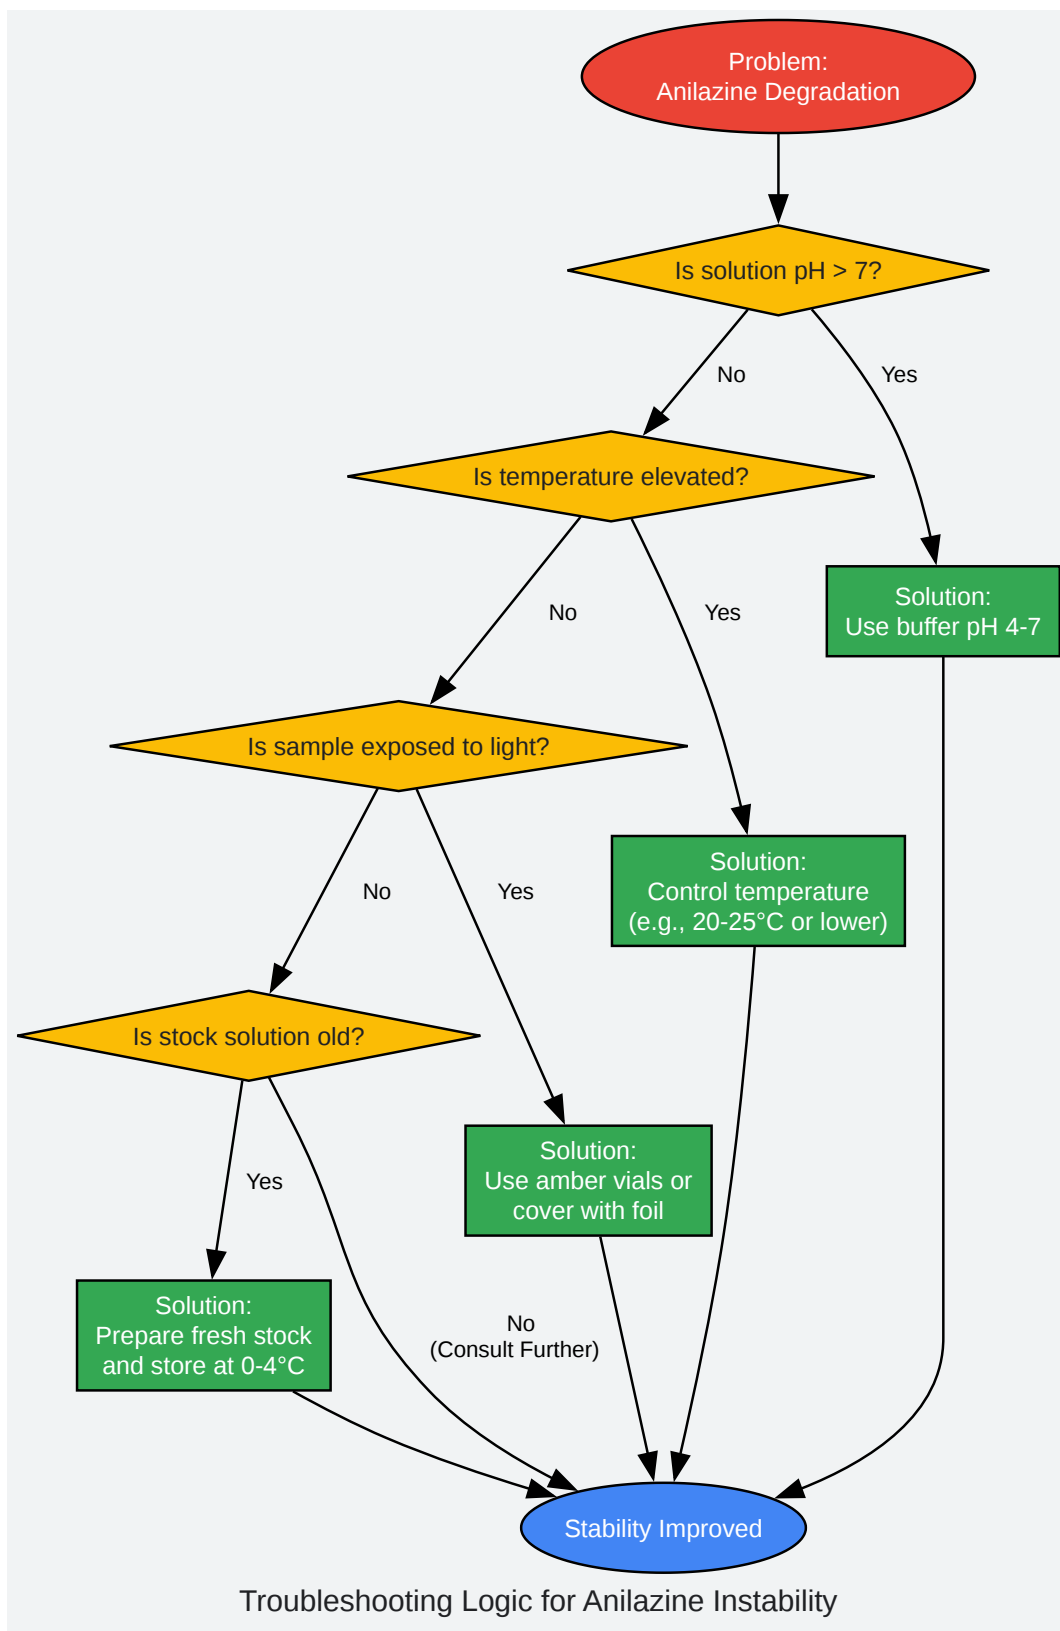 Problem:
Anilazine Degradation
Is solution pH > 7?
No
Yes
Is temperature elevated?
No
Yes
Solution:
Use buffer pH 4-7
Is sample exposed to light?
No
Yes
Solution:
Control temperature
(e.g., 20-25°C or lower)
Is stock solution old?
Yes
Solution:
Use amber vials or
cover with foil
Solution:
Prepare fresh stock
and store at 0-4°C
No
(Consult Further)
Stability Improved
Troubleshooting Logic for Anilazine Instability